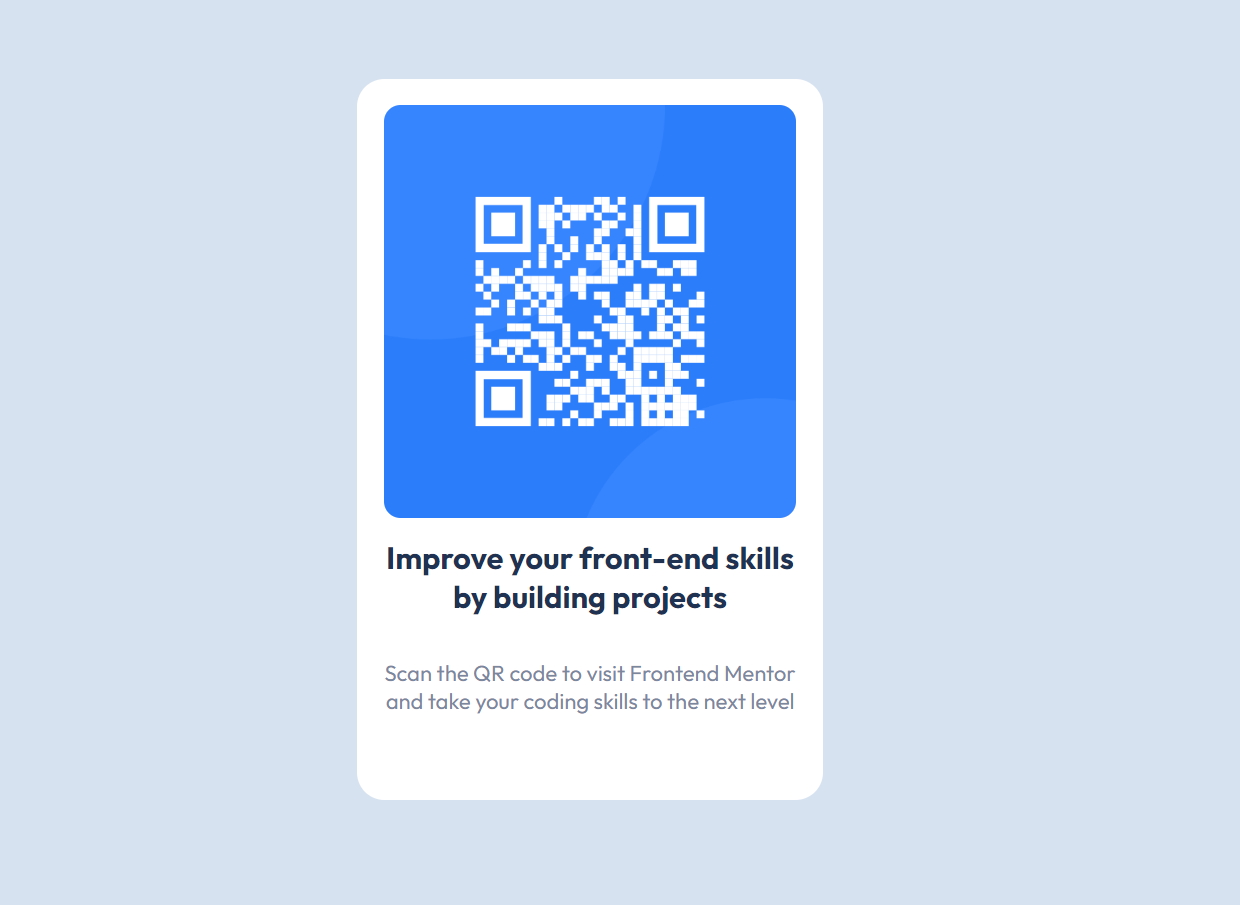 Improve your front-end skills
by building projects
Scan the QR code to visit Frontend Mentor
and take your coding skills to the next level